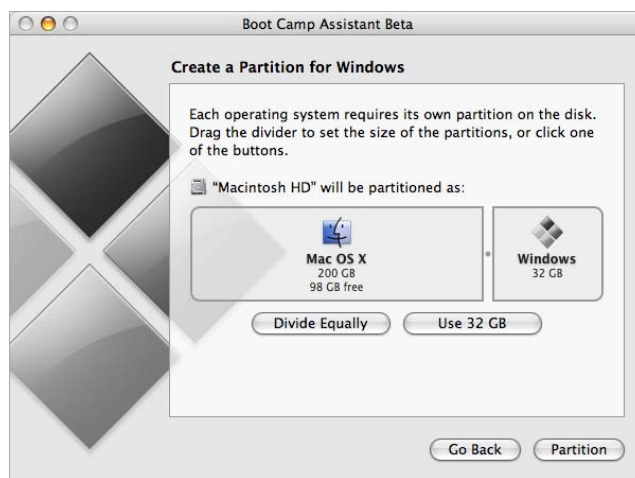 Boot Camp Assistant Beta
Create a Partition for Windows
Each operating system requires its own partition on the disk.
Drag the divider to set the size of the partitions, or click one
of the buttons.
"Macintosh HD" will be partitioned as:
Mac OS X
200 GB
98 GB free
Windows
32 GB
Divide Equally
Use 32 GB
Go Back
Partition